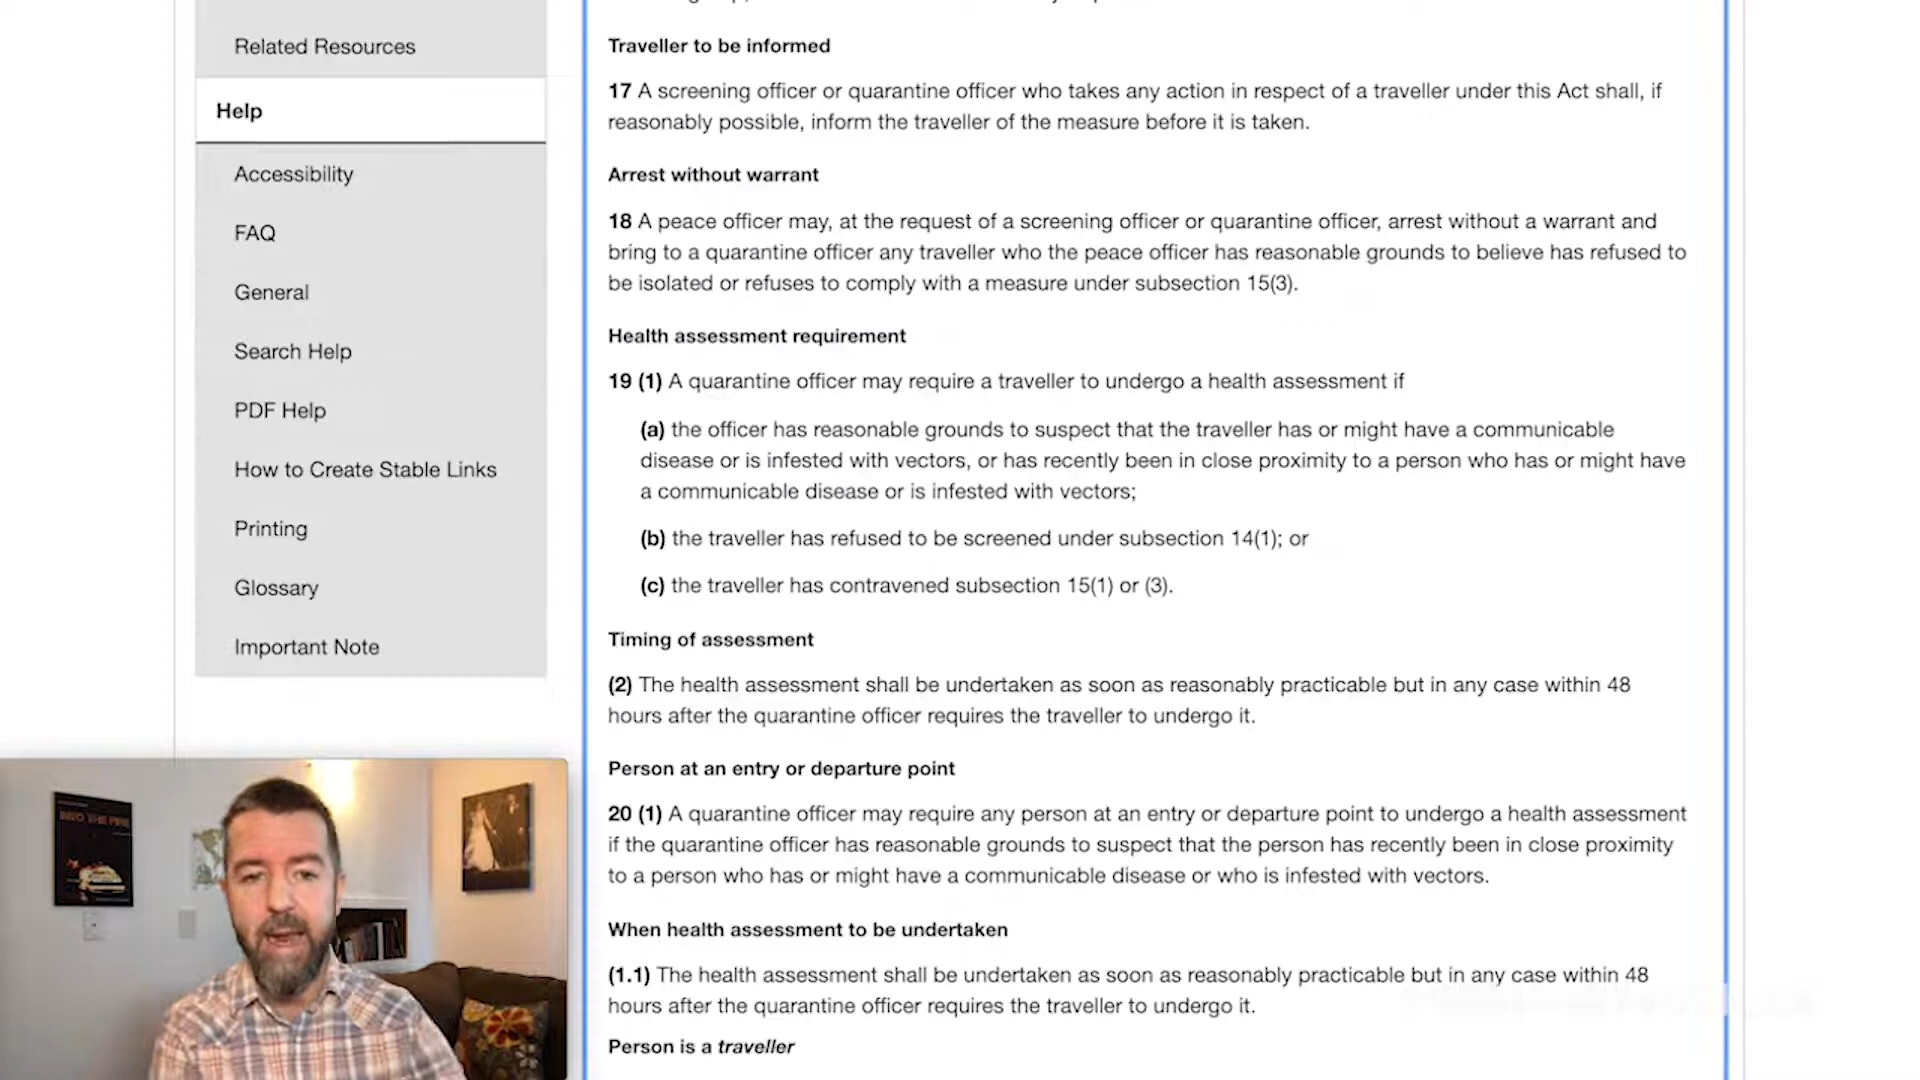 Related Resources
Help
Accessibility
FAQ
General
Search Help
PDF Help
How to Create Stable Links
Printing
Glossary
Important Note
Traveller to be informed
17 A screening officer or quarantine officer who takes any action in respect of a traveller under this Act shall, if
reasonably possible, inform the traveller of the measure before it is taken.
Arrest without warrant
18 A peace officer may, at the request of a screening officer or quarantine officer, arrest without a warrant and
bring to a quarantine officer any traveller who the peace officer has reasonable grounds to believe has refused to
be isolated or refuses to comply with a measure under subsection 15(3).
Health assessment requirement
19 (1) A quarantine officer may require a traveller to undergo a health assessment if
(a) the officer has reasonable grounds to suspect that the traveller has or might have a communicable
disease or is infested with vectors, or has recently been in close proximity to a person who has or might have
a communicable disease or is infested with vectors;
(b) the traveller has refused to be screened under subsection 14(1); or
(c) the traveller has contravened subsection 15(1) or (3).
Timing of assessment
(2) The health assessment shall be undertaken as soon as reasonably practicable but in any case within 48
hours after the quarantine officer requires the traveller to undergo it.
Person at an entry or departure point
20 (1) A quarantine officer may require any person at an entry or departure point to undergo a health assessment
if the quarantine officer has reasonable grounds to suspect that the person has recently been in close proximity
to a person who has or might have a communicable disease or who is infested with vectors.
When health assessment to be undertaken
(1.1) The health assessment shall be undertaken as soon as reasonably practicable but in any case within 48
hours after the quarantine officer requires the traveller to undergo it.
Person is a traveller
INTO THE FIRE